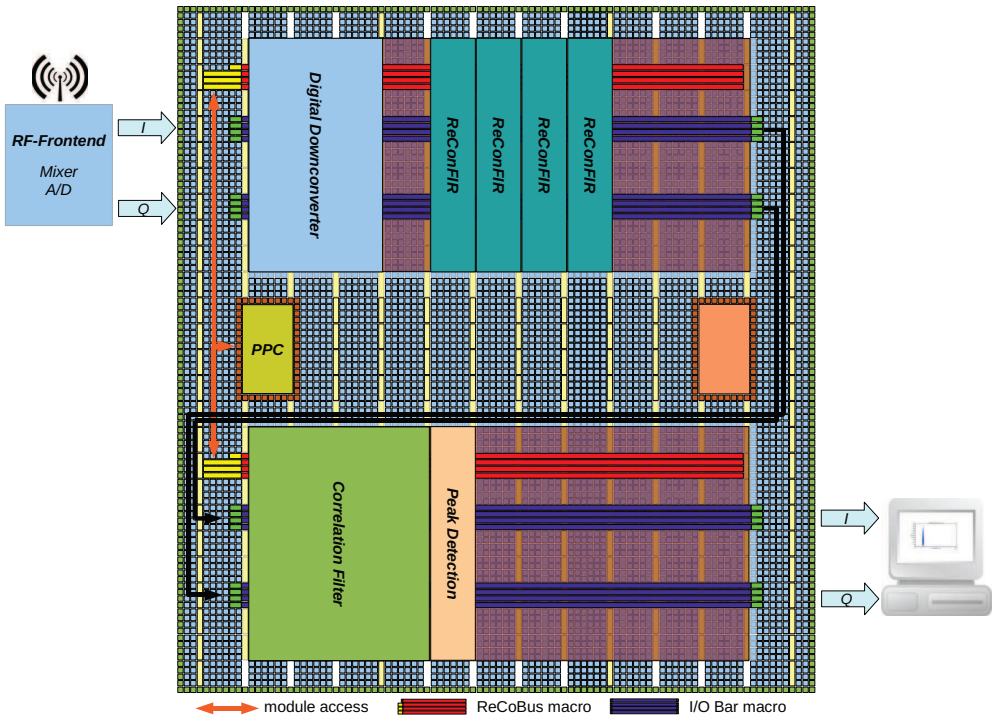 RF-Frontend
Mixer
A/D
I
Q
Digital Downconverter
ReConFIR
ReConFIR
ReConFIR
ReConFIR
PPC
Correlation Filter
Peak Detection
I
Q
module access
ReCoBus macro
I/O Bar macro